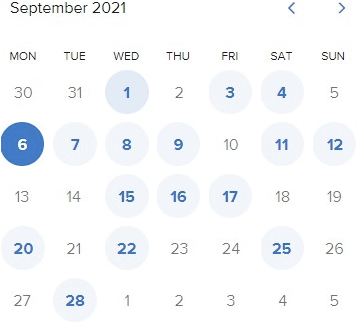 September 2021
MON TUE WED THU FRI SAT SUN
30 31 1 2 3 4 5
6 7 8 9 10 11 12
13 14 15 16 17 18 19
20 21 22 23 24 25 26
27 28 1 2 3 4 5